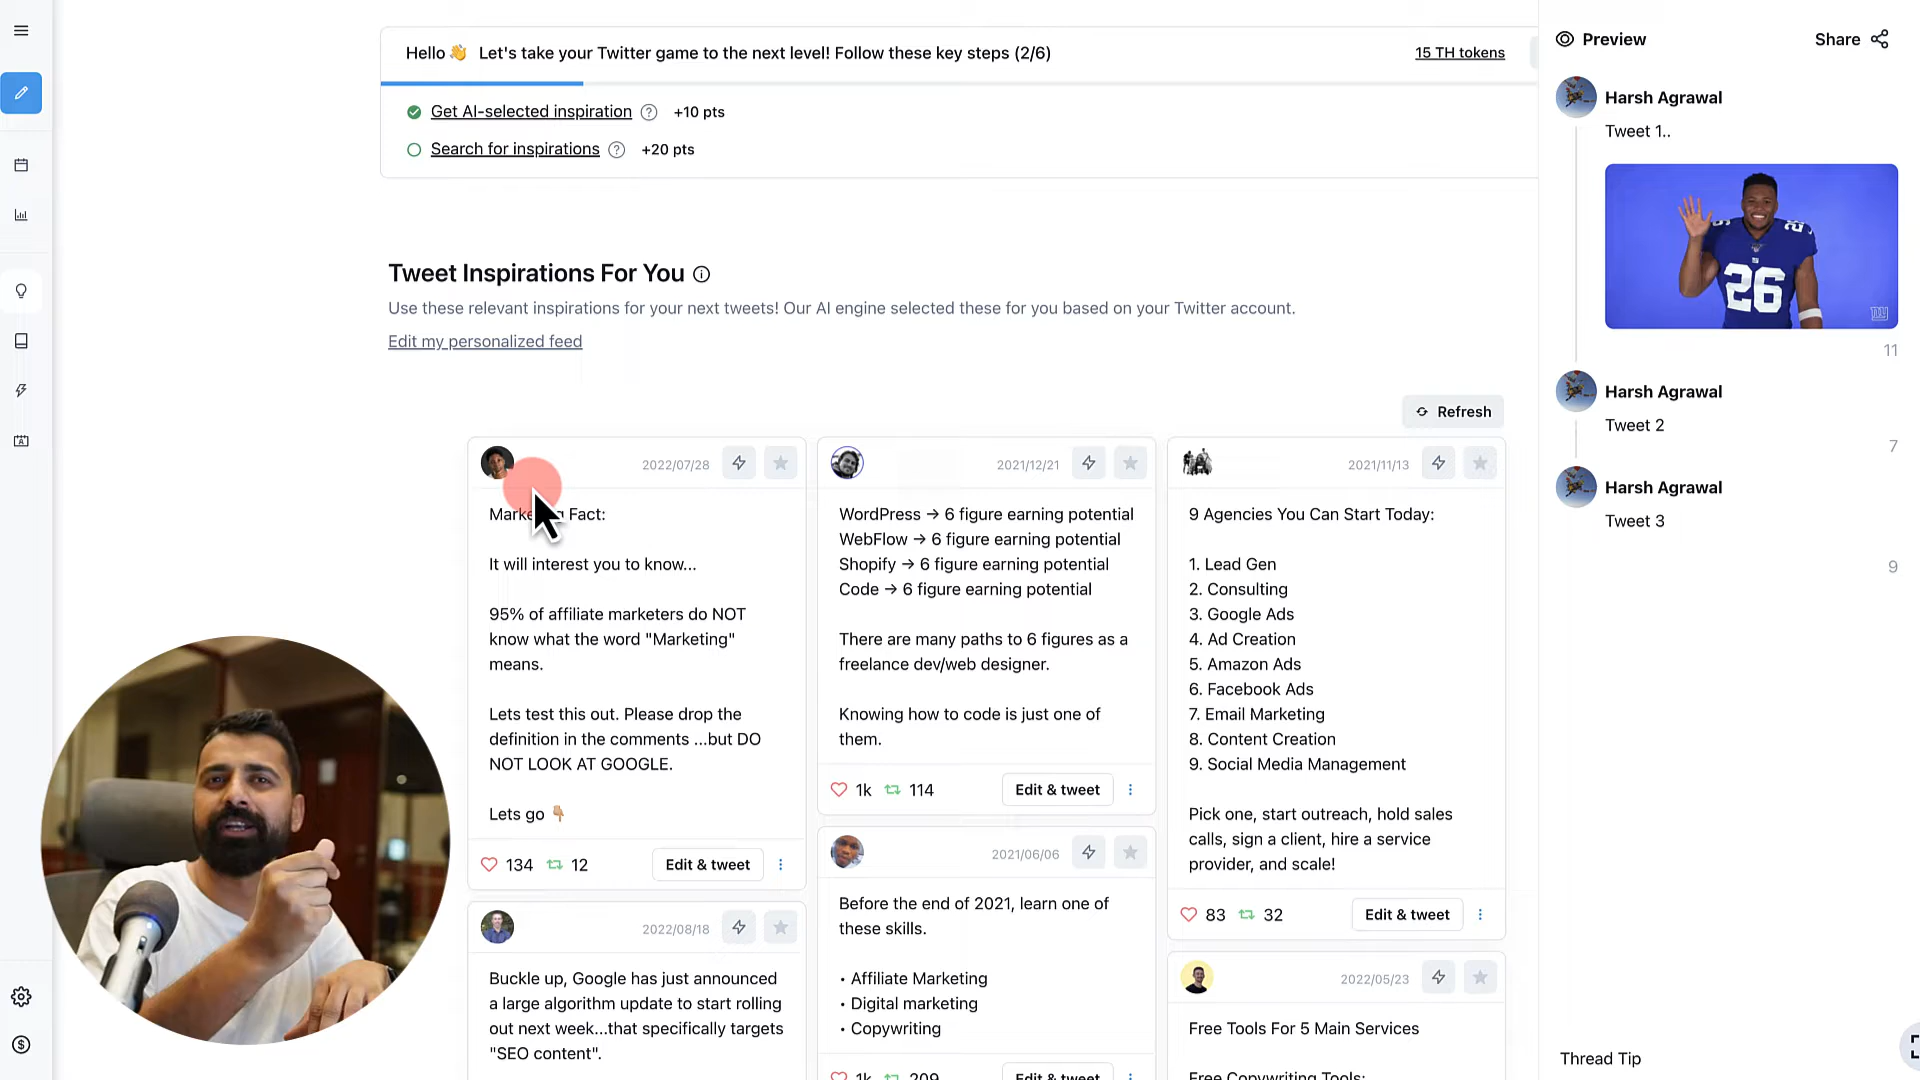 Hello 👋 Let's take your Twitter game to the next level! Follow these key steps (2/6)
15 TH tokens
Get AI-selected inspiration ? +10 pts
Search for inspirations ? +20 pts
Tweet Inspirations For You
Use these relevant inspirations for your next tweets! Our AI engine selected these for you based on your Twitter account.
Edit my personalized feed
Refresh
2022/07/28
Fact:
It will interest you to know...
95% of affiliate marketers do NOT
know what the word "Marketing"
means.
Lets test this out. Please drop the
definition in the comments ...but DO
NOT LOOK AT GOOGLE.
Lets go 👇🏼
134 12
Edit & tweet
2022/08/18
Buckle up, Google has just announced
a large algorithm update to start rolling
out next week...that specifically targets
"SEO content".
2021/12/21
WordPress → 6 figure earning potential
WebFlow → 6 figure earning potential
Shopify → 6 figure earning potential
Code → 6 figure earning potential
There are many paths to 6 figures as a
freelance dev/web designer.
Knowing how to code is just one of
them.
1k 114
Edit & tweet
2021/06/06
Before the end of 2021, learn one of
these skills.
• Affiliate Marketing
• Digital marketing
• Copywriting
1k 209
Edit & tweet
2021/11/13
9 Agencies You Can Start Today:
1. Lead Gen
2. Consulting
3. Google Ads
4. Ad Creation
5. Amazon Ads
6. Facebook Ads
7. Email Marketing
8. Content Creation
9. Social Media Management
Pick one, start outreach, hold sales
calls, sign a client, hire a service
provider, and scale!
83 32
Edit & tweet
2022/05/23
Free Tools For 5 Main Services
Free Copywriting Tools:
Preview
Share
Harsh Agrawal
Tweet 1..
26
NY
11
Harsh Agrawal
Tweet 2
7
Harsh Agrawal
Tweet 3
9
Thread Tip